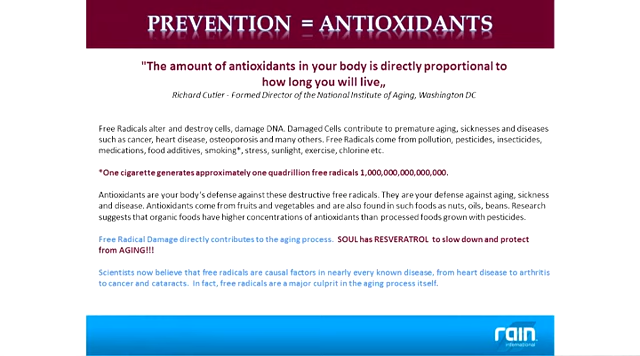 PREVENTION = ANTIOXIDANTS
"The amount of antioxidants in your body is directly proportional to
how long you will live„
Richard Cutler - Formed Director of the National Institute of Aging, Washington DC
Free Radicals alter and destroy cells, damage DNA. Damaged Cells contribute to premature aging, sicknesses and diseases
such as cancer, heart disease, osteoporosis and many others. Free Radicals come from pollution, pesticides, insecticides,
medications, food additives, smoking*, stress, sunlight, exercise, chlorine etc.
*One cigarette generates approximately one quadrillion free radicals 1,000,000,000,000,000.
Antioxidants are your body's defense against these destructive free radicals. They are your defense against aging, sickness
and disease. Antioxidants come from fruits and vegetables and are also found in such foods as nuts, oils, beans. Research
suggests that organic foods have higher concentrations of antioxidants than processed foods grown with pesticides.
Free Radical Damage directly contributes to the aging process. SOUL has RESVERATROL to slow down and protect
from AGING!!!
Scientists now believe that free radicals are causal factors in nearly every known disease, from heart disease to arthritis
to cancer and cataracts. In fact, free radicals are a major culprit in the aging process itself.
rain
international